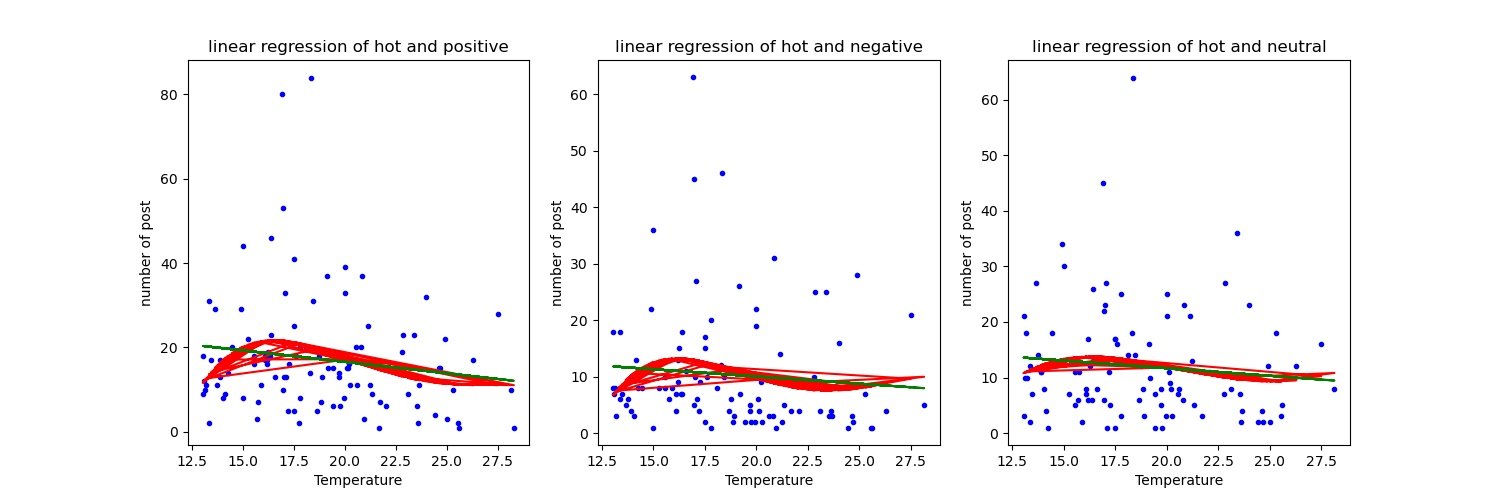 linear regression of hot and positive
number of post
80
60
40
20
0
12.5 15.0 17.5 20.0 22.5 25.0 27.5
Temperature
linear regression of hot and negative
number of post
60
50
40
30
20
10
0
12.5 15.0 17.5 20.0 22.5 25.0 27.5
Temperature
linear regression of hot and neutral
number of post
60
50
40
30
20
10
0
12.5 15.0 17.5 20.0 22.5 25.0 27.5
Temperature